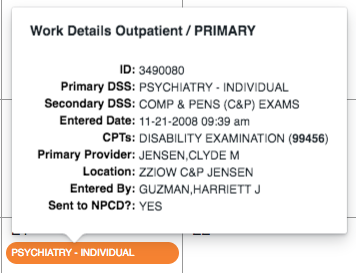 Work Details Outpatient / PRIMARY
ID: 3490080
Primary DSS: PSYCHIATRY - INDIVIDUAL
Secondary DSS: COMP & PENS (C&P) EXAMS
Entered Date: 11-21-2008 09:39 am
CPTs: DISABILITY EXAMINATION (99456)
Primary Provider: JENSEN,CLYDE M
Location: ZZIOW C&P JENSEN
Entered By: GUZMAN,HARRIETT J
Sent to NPCD?: YES
PSYCHIATRY - INDIVIDUAL